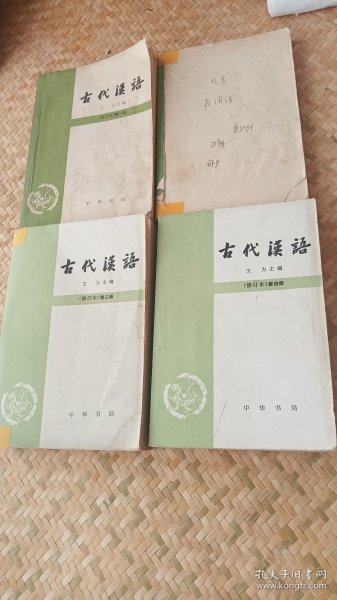 古代漢語
王力主编
(修订本)第一册
中华书局
古代漢語
王力主编
(修订本)第三册
中华书局
古代漢語
王力主编
(修订本)第四册
中华书局
孔夫子旧书网